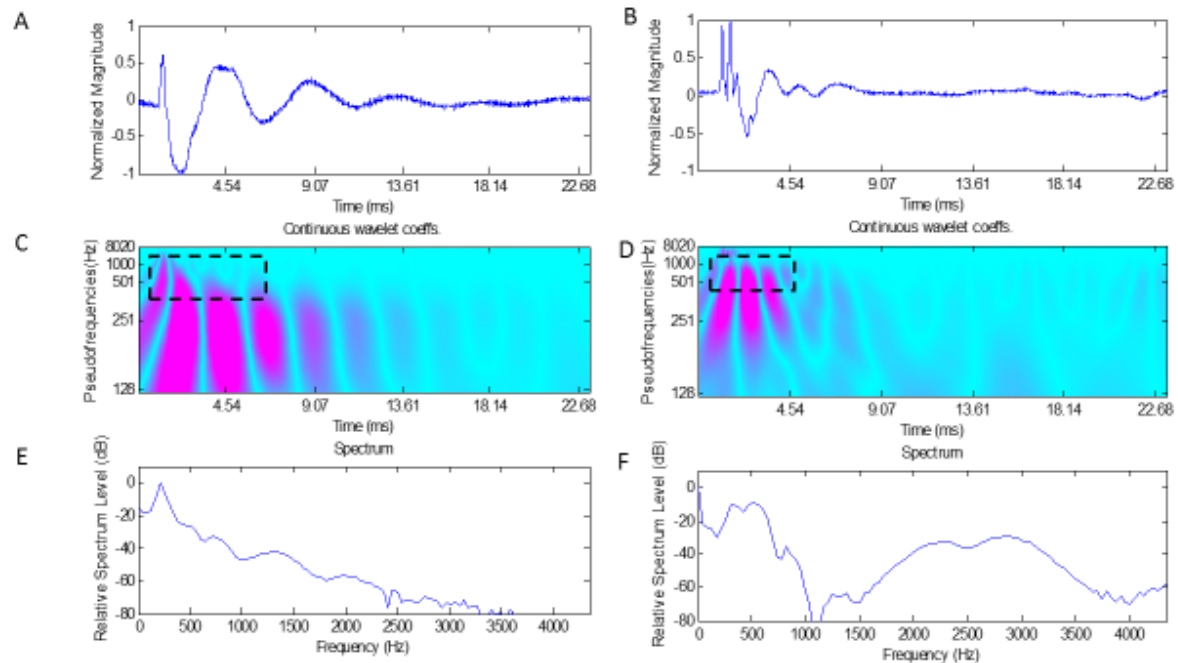 A
Normalized Magnitude
1
0.5
0
-0.5
-1
4.54 9.07 13.61 18.14 22.68
Time (ms)
B
Normalized Magnitude
1
0.5
0
-0.5
-1
4.54 9.07 13.61 18.14 22.68
Time (ms)
C
Continuous wavelet coeffs.
Pseudofrequencies(Hz)
8020
1000
501
251
128
4.54 9.07 13.61 18.14 22.68
Time (ms)
D
Continuous wavelet coeffs.
Pseudofrequencies(Hz)
8020
1000
501
251
128
4.54 9.07 13.61 18.14 22.68
Time (ms)
E
Spectrum
Relative Spectrum Level (dB)
0
-20
-40
-60
-80
0 500 1000 1500 2000 2500 3000 3500 4000
Frequency (Hz)
F
Spectrum
Relative Spectrum Level (dB)
0
-20
-40
-60
-80
0 500 1000 1500 2000 2500 3000 3500 4000
Frequency (Hz)